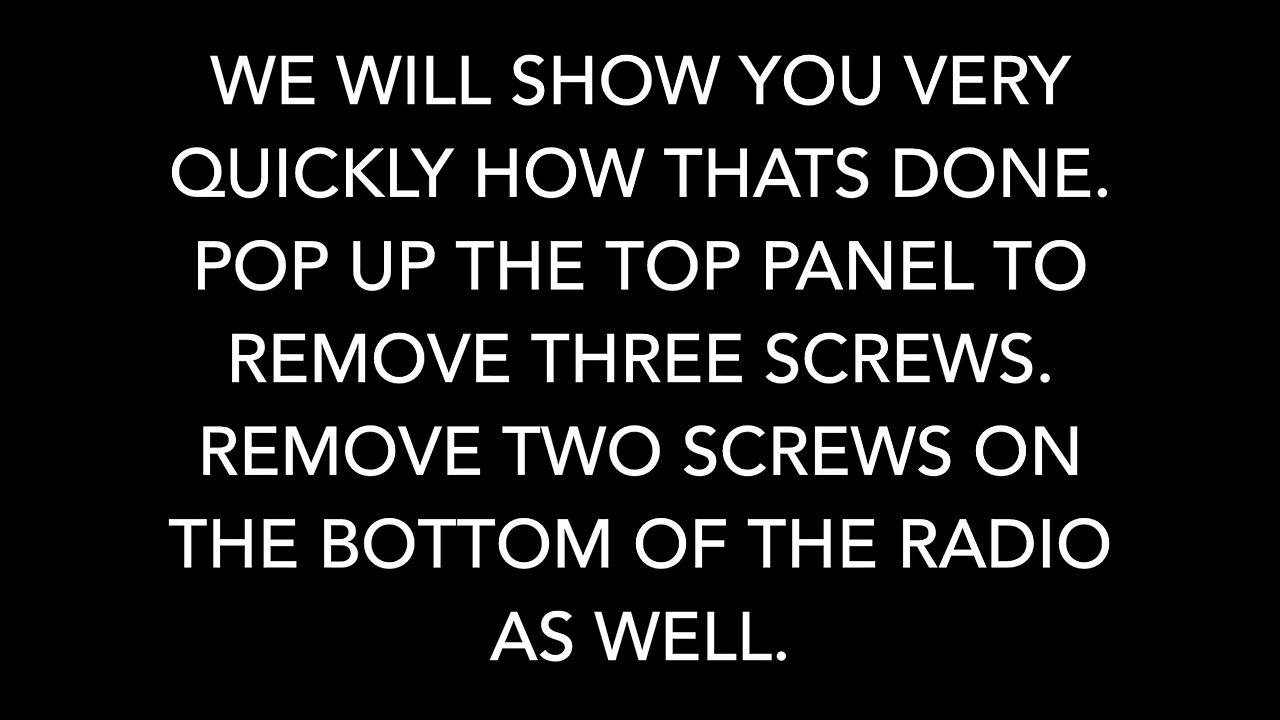 WE WILL SHOW YOU VERY
QUICKLY HOW THATS DONE.
POP UP THE TOP PANEL TO
REMOVE THREE SCREWS.
REMOVE TWO SCREWS ON
THE BOTTOM OF THE RADIO
AS WELL.